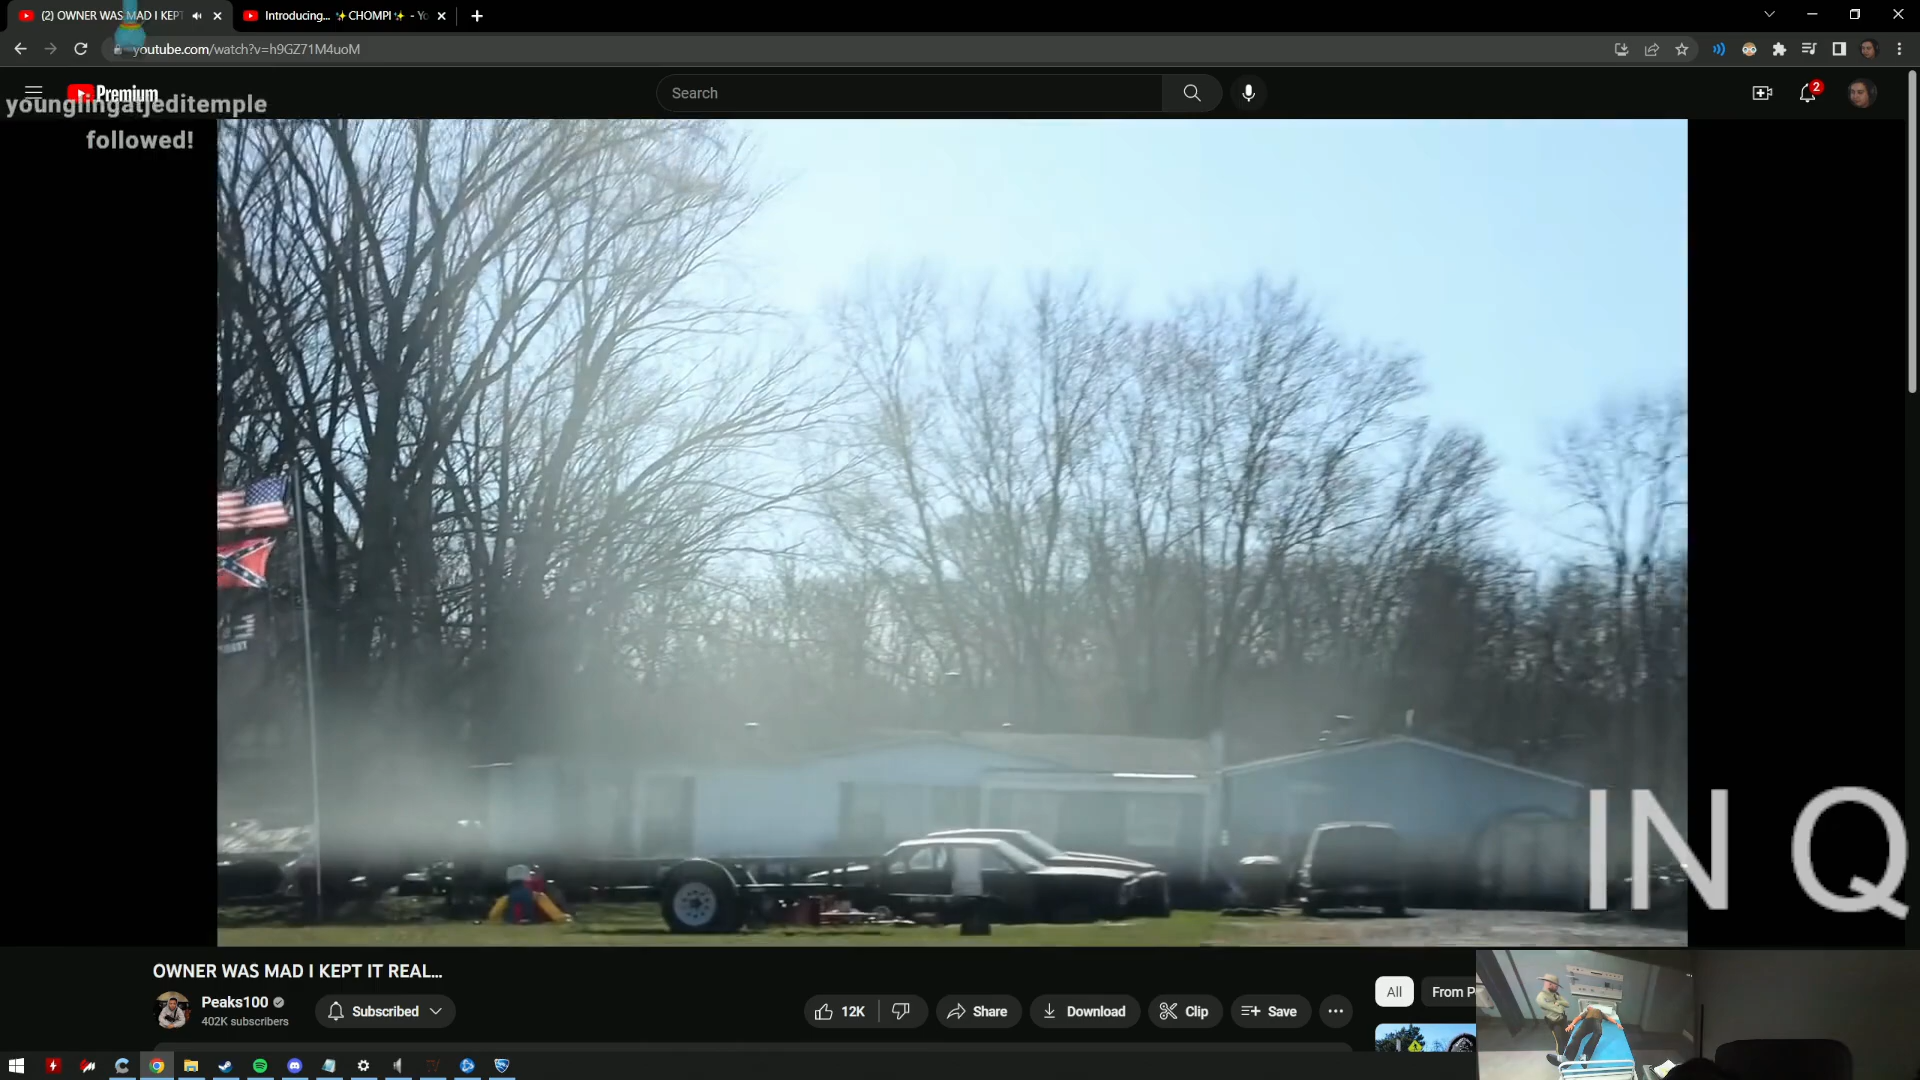 (2) OWNER WAS MAD I KEPT
Introducing... ✨CHOMPI✨ - Yo
youtube.com/watch?v=h9GZ71M4uoM
Premium
Search
2
younglingatjeditemple
followed!
IN Q
OWNER WAS MAD I KEPT IT REAL...
Peaks100
402K subscribers
Subscribed
12K
Share
Download
Clip
Save
All
From P